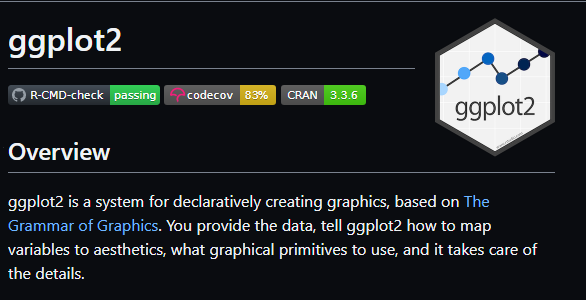 ggplot2
R-CMD-check passing codecov 83% CRAN 3.3.6
ggplot2
Overview
ggplot2 is a system for declaratively creating graphics, based on The
Grammar of Graphics. You provide the data, tell ggplot2 how to map
variables to aesthetics, what graphical primitives to use, and it takes care of
the details.